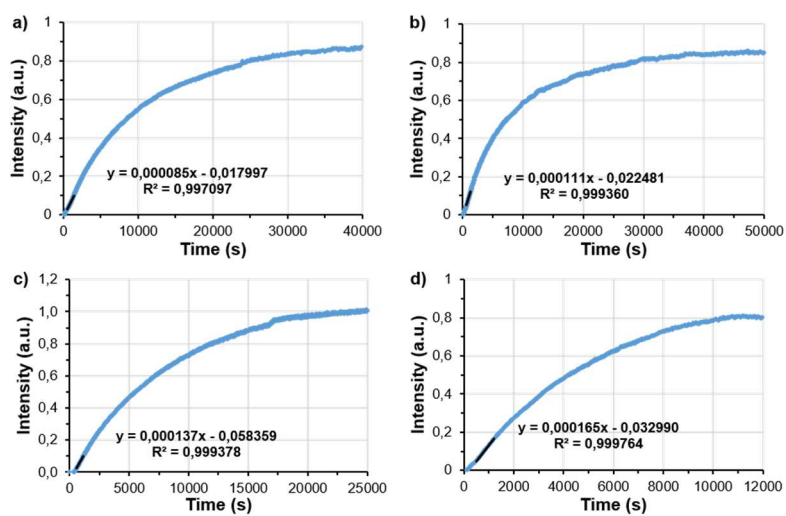 a)
Intensity (a.u.)
1
0,8
0,6
0,4
0,2
0
y = 0,000085x - 0,017997
R² = 0,997097
0 10000 20000 30000 40000
Time (s)
b)
Intensity (a.u.)
1
0,8
0,6
0,4
0,2
0
y = 0,000111x - 0,022481
R² = 0,999360
0 10000 20000 30000 40000 50000
Time (s)
c)
Intensity (a.u.)
1,2
1,0
0,8
0,6
0,4
0,2
0,0
y = 0,000137x - 0,058359
R² = 0,999378
0 5000 10000 15000 20000 25000
Time (s)
d)
Intensity (a.u.)
1
0,8
0,6
0,4
0,2
0
y = 0,000165x - 0,032990
R² = 0,999764
0 2000 4000 6000 8000 10000 12000
Time (s)